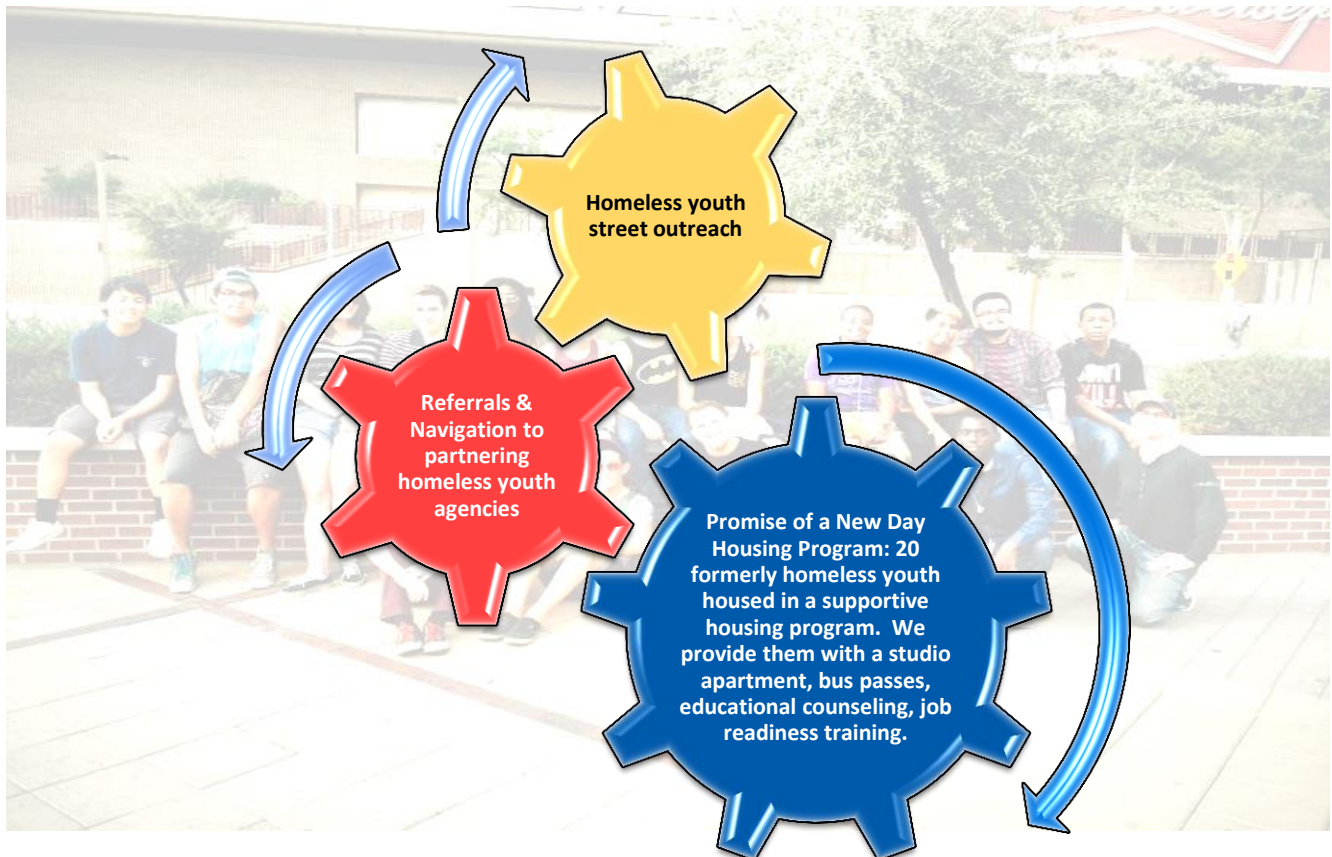 Homeless youth
street outreach
Referrals &
Navigation to
partnering
homeless youth
agencies
Promise of a New Day
Housing Program: 20
formerly homeless youth
housed in a supportive
housing program.  We
provide them with a studio
apartment, bus passes,
educational counseling, job
readiness training.